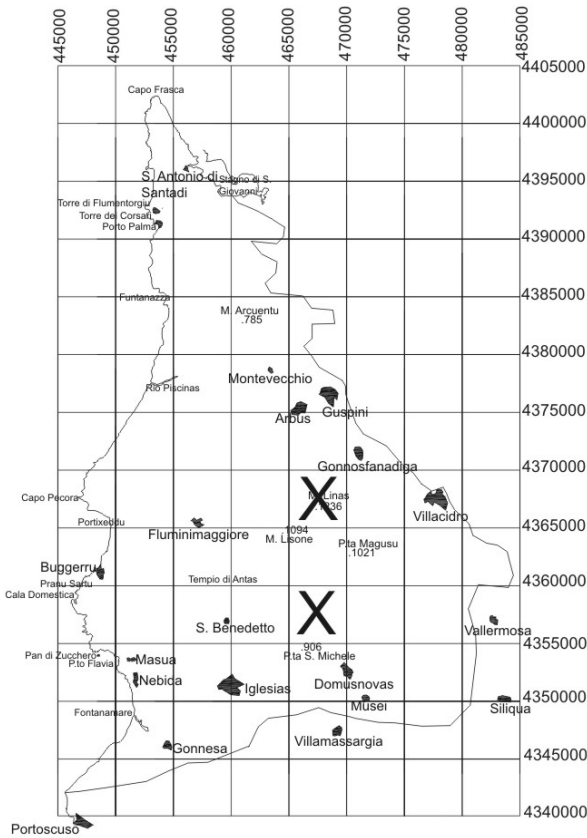 445000
450000
455000
460000
465000
470000
475000
480000
485000
4405000
Capo Frasca
4400000
S. Antonio di
Santadi
Stagno di S.
Giovanni
4395000
Torre di Flumentorgiu
Torre dei Corsari
Porto Palma
4390000
Funtanazza
4385000
M. Arcuentu
.785
4380000
Montevecchio
Rio Piscinas
Arbus
Guspini
4375000
Gonnosfanadiga
4370000
Capo Pecora
M. Linas
.1236
X
Villacidro
Portixeddu
Fluminimaggiore
4365000
.1094
M. Lisone
P.ta Magusu
.1021
Buggerru
Pranu Sartu
Cala Domestica
Tempio di Antas
4360000
X
S. Benedetto
Vallermosa
4355000
.906
P.ta S. Michele
Pan di Zucchero
P.to Flavia
Masua
Nebica
Iglesias
Domusnovas
Musei
Siliqua
4350000
Fontanamare
Gonnesa
Villamassargia
4345000
4340000
Portoscuso